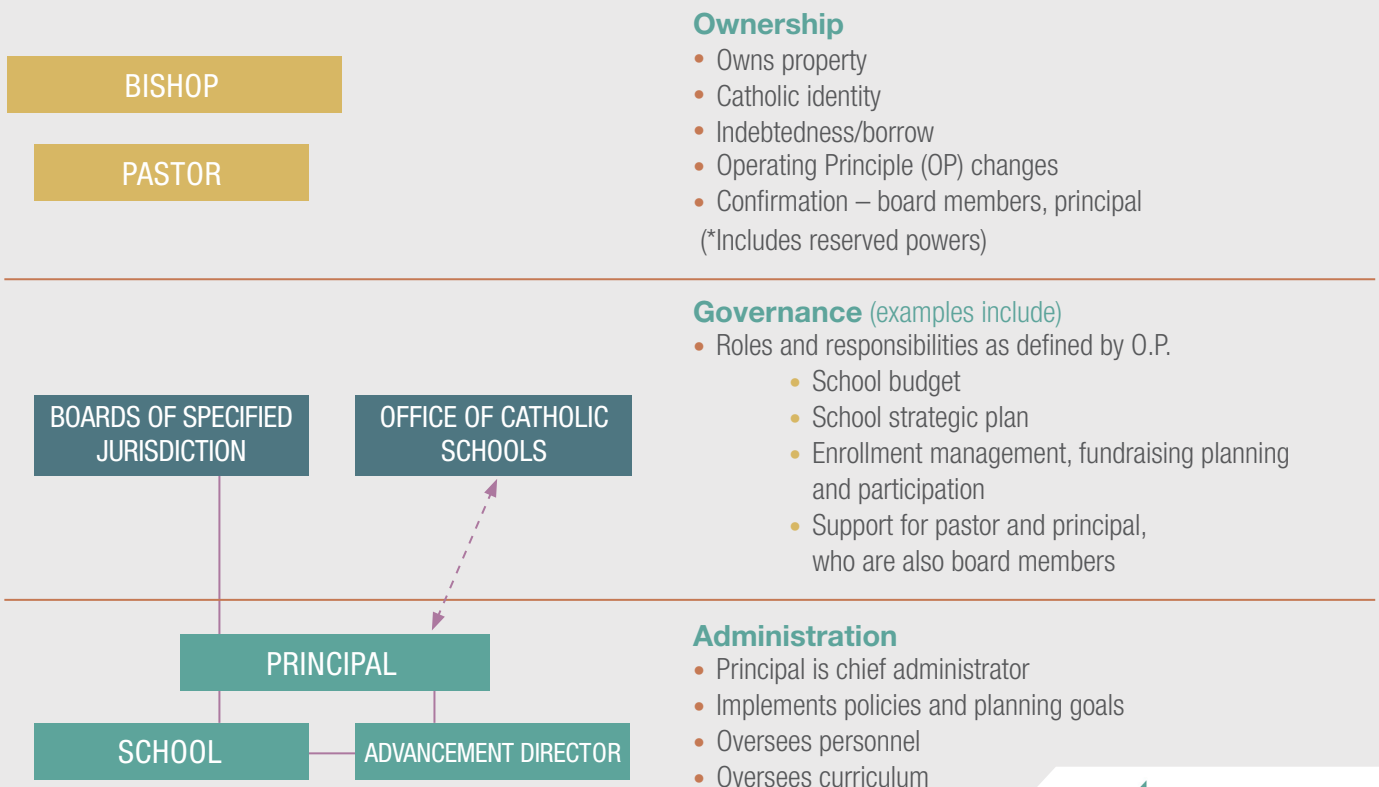 BISHOP
PASTOR
Ownership
• Owns property
• Catholic identity
• Indebtedness/borrow
• Operating Principle (OP) changes
• Confirmation – board members, principal
(*Includes reserved powers)
BOARDS OF SPECIFIED
JURISDICTION
OFFICE OF CATHOLIC
SCHOOLS
Governance (examples include)
• Roles and responsibilities as defined by O.P.
• School budget
• School strategic plan
• Enrollment management, fundraising planning
and participation
• Support for pastor and principal,
who are also board members
PRINCIPAL
SCHOOL
ADVANCEMENT DIRECTOR
Administration
• Principal is chief administrator
• Implements policies and planning goals
• Oversees personnel
• Oversees curriculum